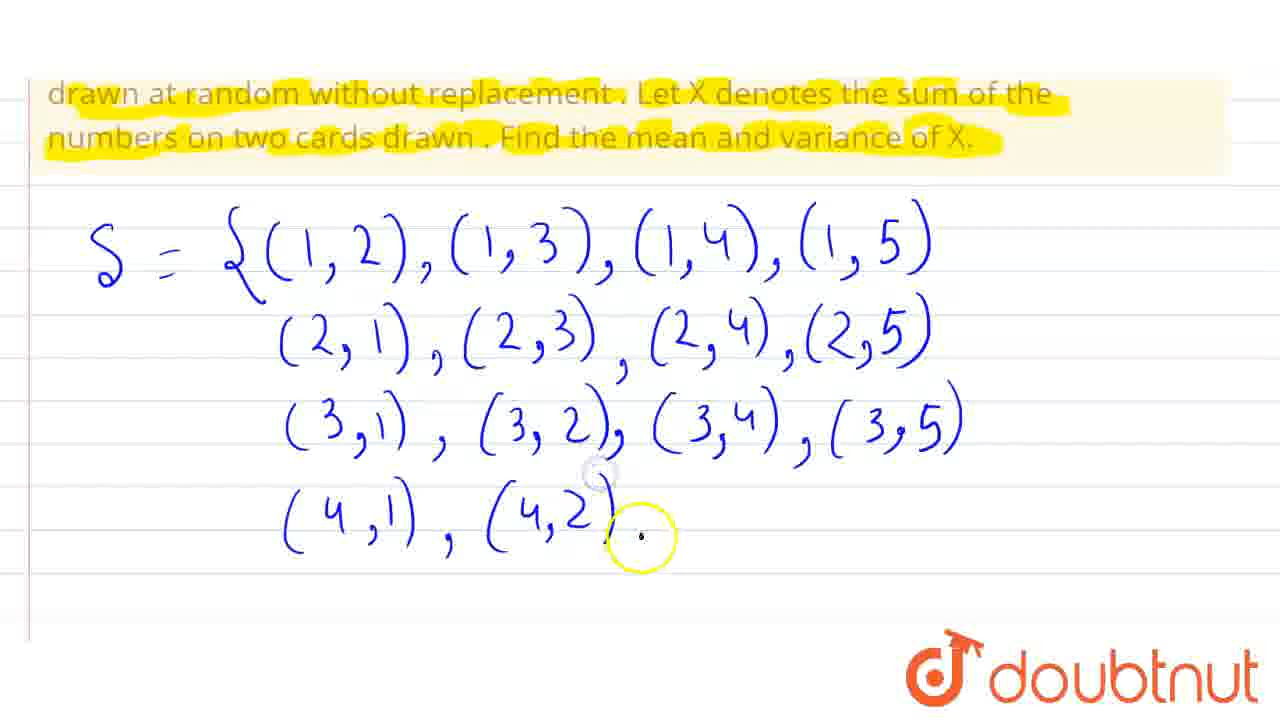 drawn at random without replacement . Let X denotes the sum of the
numbers on two cards drawn . Find the mean and variance of X.
S = {(1,2),(1,3),(1,4),(1,5)
(2,1),(2,3),(2,4),(2,5)
(3,1),(3,2),(3,4),(3,5)
(4,1),(4,2)
doubtnut